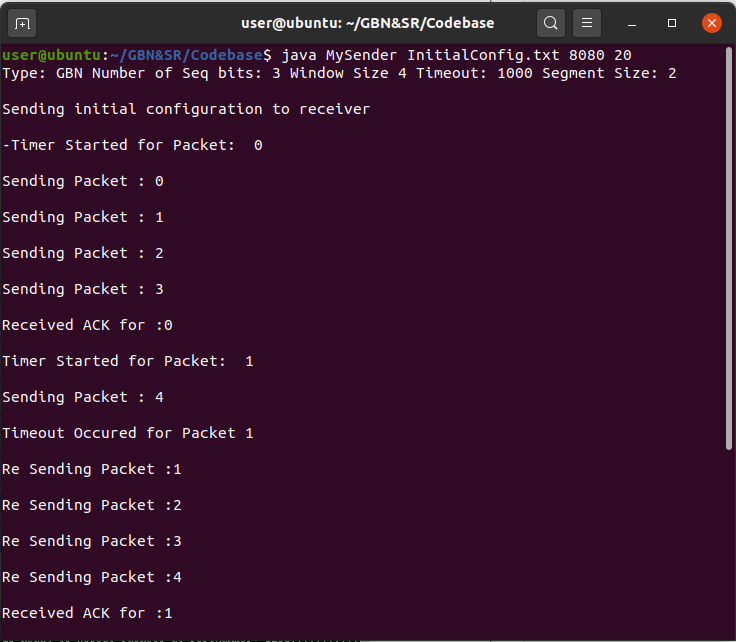 user@ubuntu: ~/GBN&SR/Codebase
user@ubuntu:~/GBN&SR/Codebase$ java MySender InitialConfig.txt 8080 20
Type: GBN Number of Seq bits: 3 Window Size 4 Timeout: 1000 Segment Size: 2
Sending initial configuration to receiver
-Timer Started for Packet:  0
Sending Packet : 0
Sending Packet : 1
Sending Packet : 2
Sending Packet : 3
Received ACK for :0
Timer Started for Packet:  1
Sending Packet : 4
Timeout Occured for Packet 1
Re Sending Packet :1
Re Sending Packet :2
Re Sending Packet :3
Re Sending Packet :4
Received ACK for :1